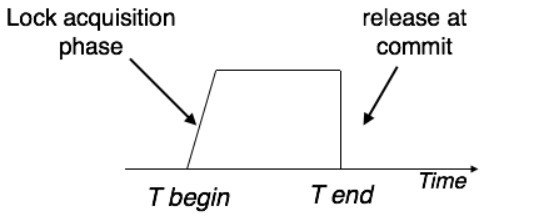 Lock acquisition
phase
release at
commit
T begin
T end
Time